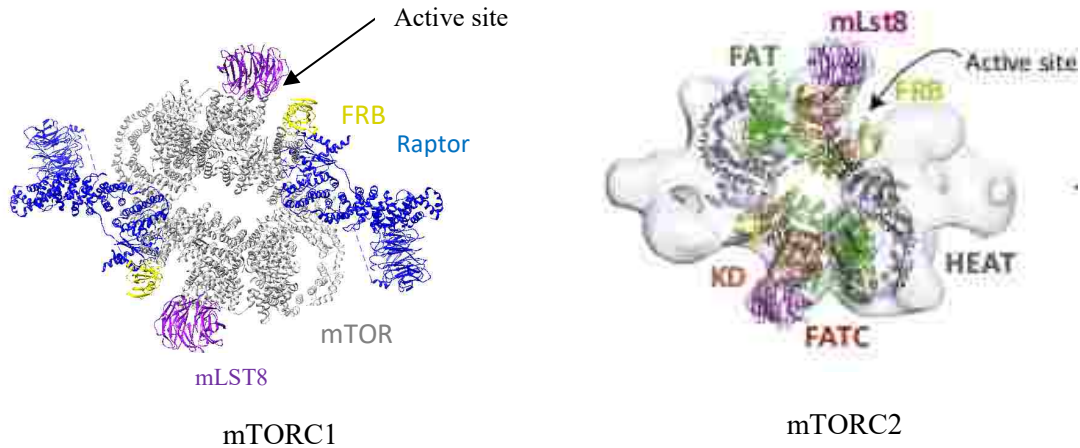 Active site
FRB
Raptor
mTOR
mLST8
mTORC1
mLst8
FAT
Active site
FRB
HEAT
KD
FATC
mTORC2